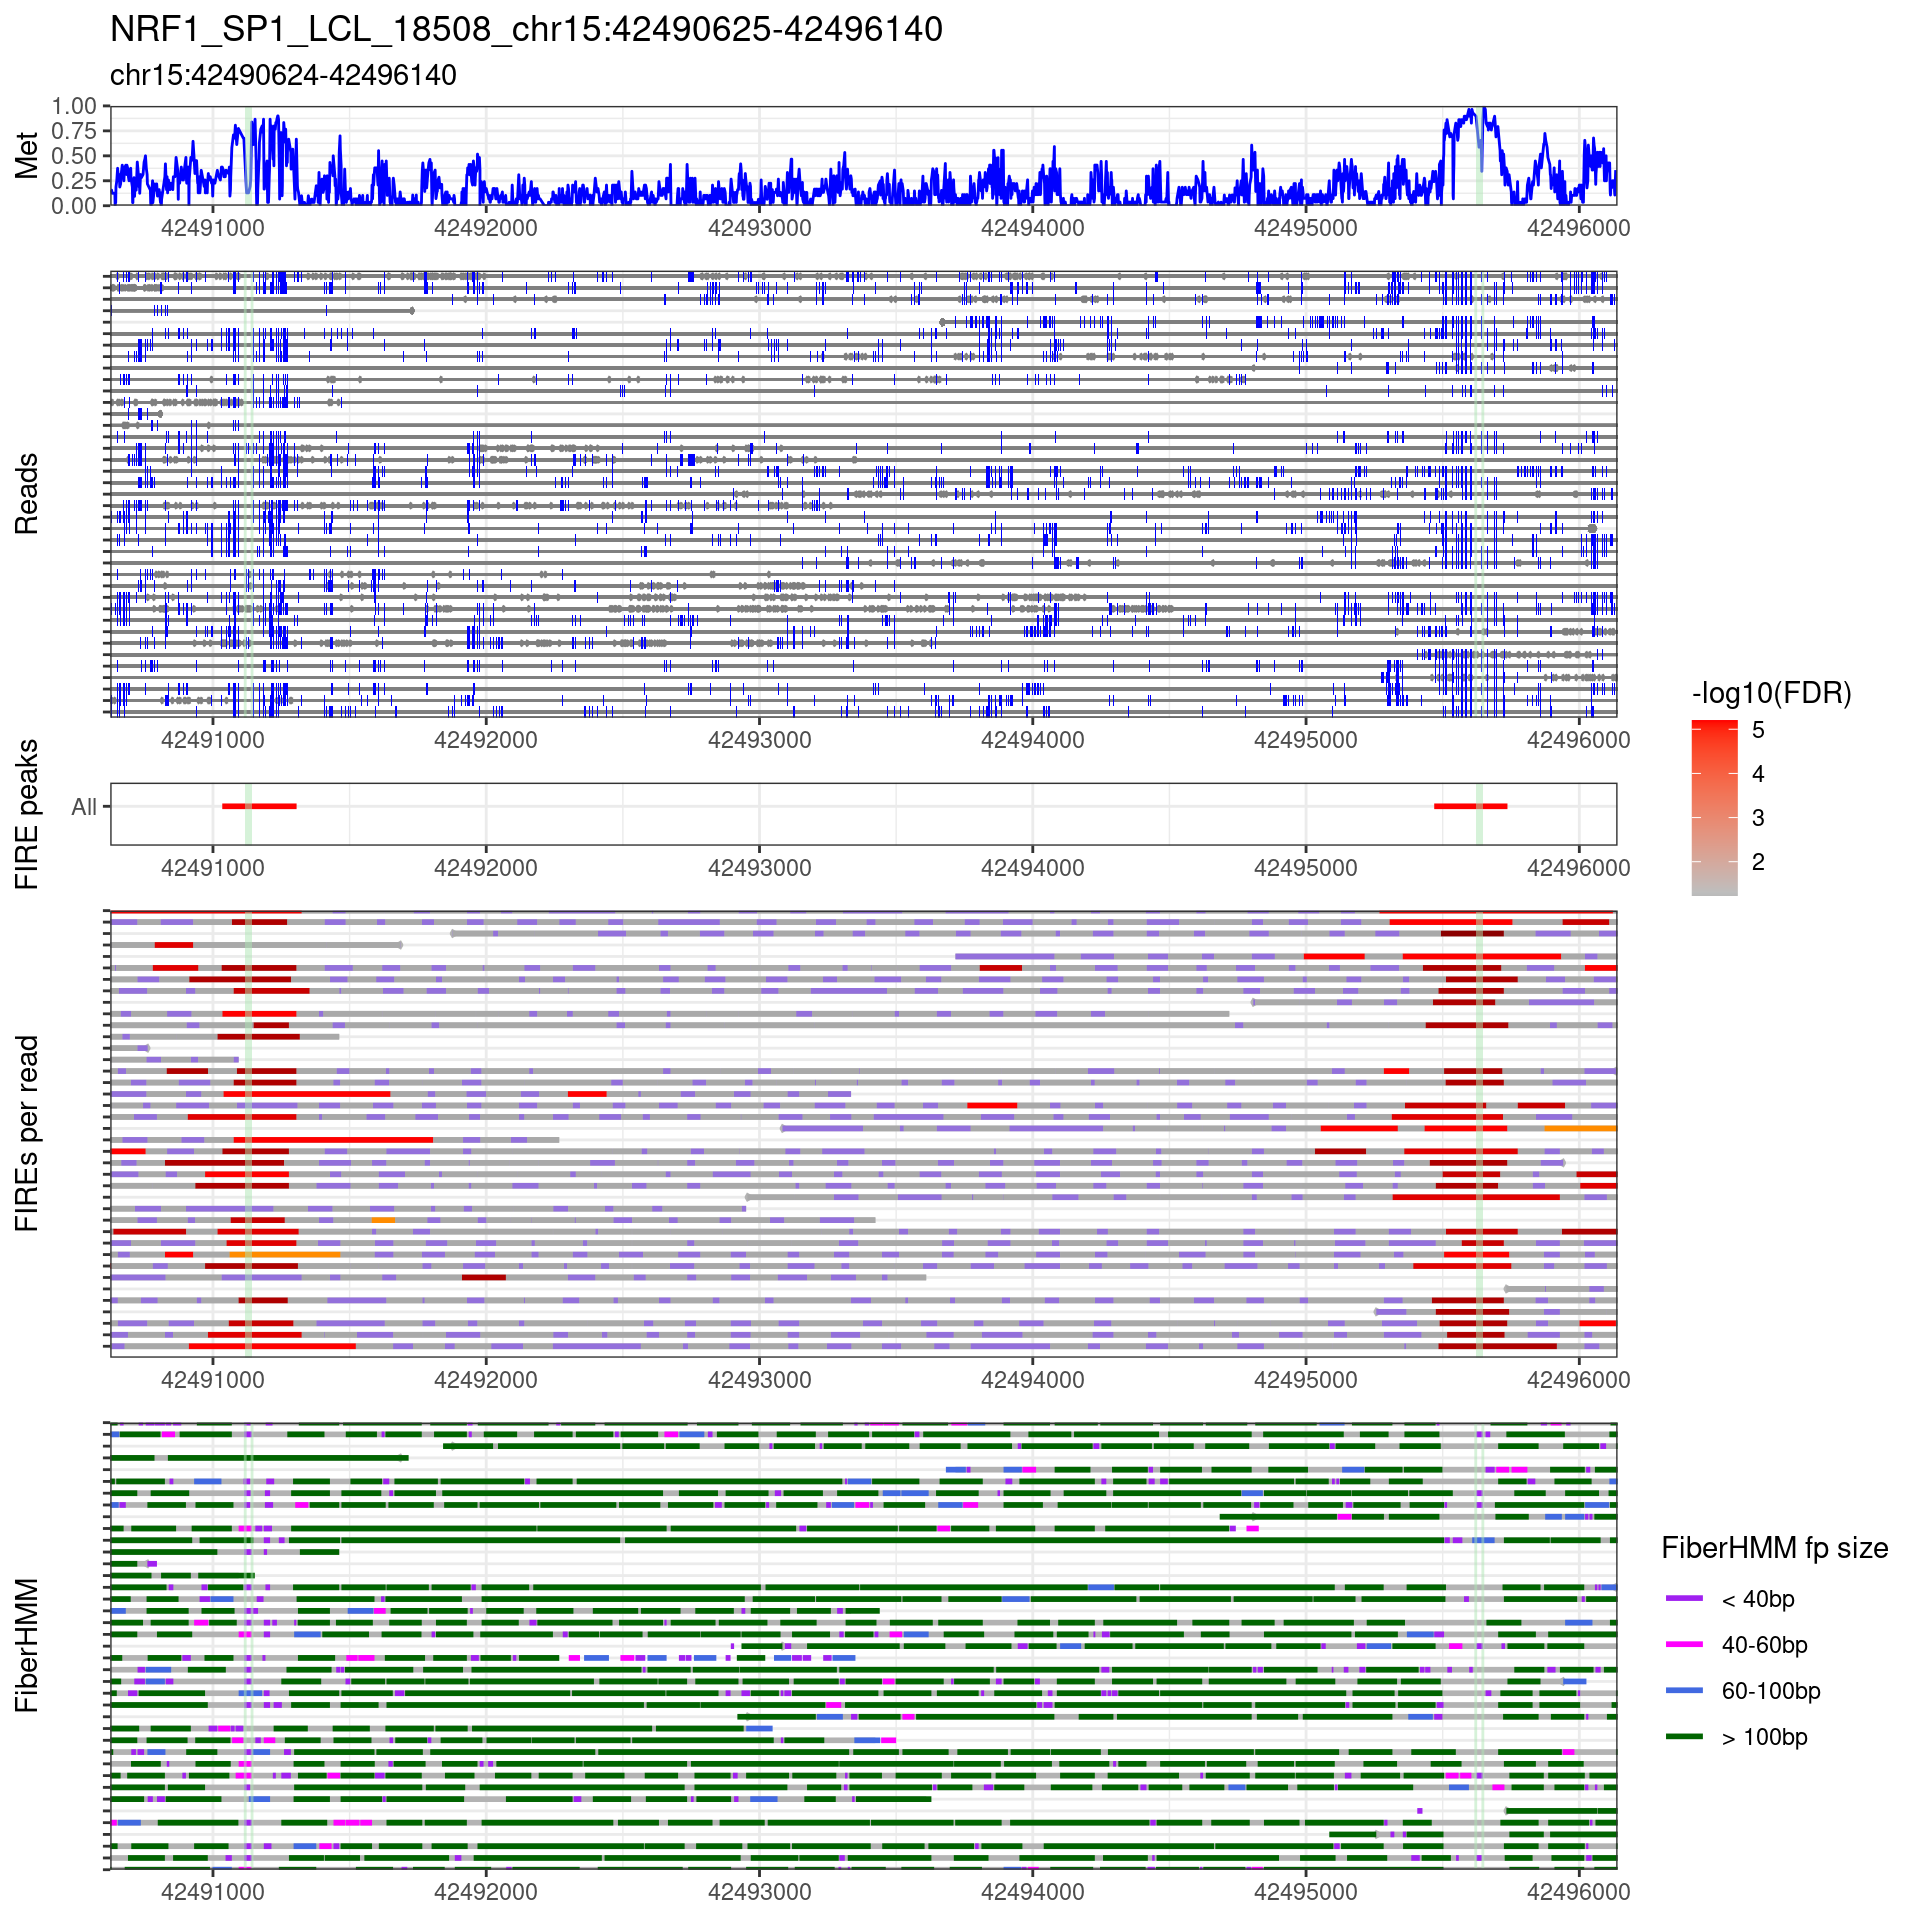 NRF1_SP1_LCL_18508_chr15:42490625-42496140
chr15:42490624-42496140
Met
1.00
0.75
0.50
0.25
0.00
42491000 42492000 42493000 42494000 42495000 42496000
Reads
42491000 42492000 42493000 42494000 42495000 42496000
FIRE peaks
All
42491000 42492000 42493000 42494000 42495000 42496000
-log10(FDR)
5
4
3
2
FIREs per read
42491000 42492000 42493000 42494000 42495000 42496000
FiberHMM
42491000 42492000 42493000 42494000 42495000 42496000
FiberHMM fp size
< 40bp
40-60bp
60-100bp
> 100bp